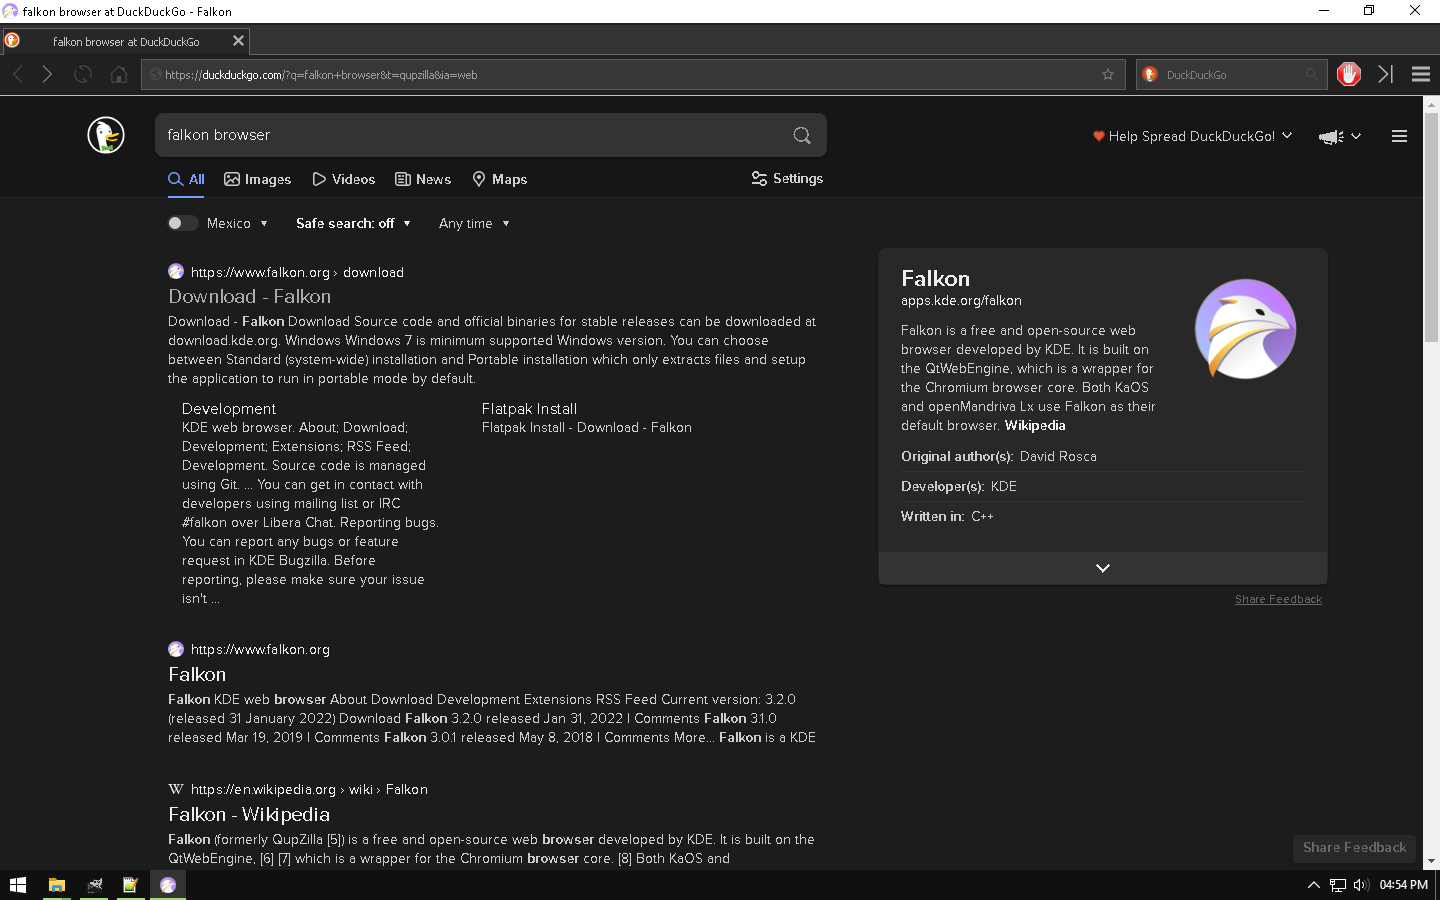 falkon browser at DuckDuckGo - Falkon
falkon browser at DuckDuckGo
https://duckduckgo.com/?q=falkon+browser&t=qupzilla&ia=web
DuckDuckGo
falkon browser
Help Spread DuckDuckGo!
All
Images
Videos
News
Maps
Settings
Mexico
Safe search: off
Any time
https://www.falkon.org › download
Download - Falkon
Download - Falkon Download Source code and official binaries for stable releases can be downloaded at
download.kde.org. Windows Windows 7 is minimum supported Windows version. You can choose
between Standard (system-wide) installation and Portable installation which only extracts files and setup
the application to run in portable mode by default.
Development
KDE web browser. About; Download;
Development; Extensions; RSS Feed;
Development. Source code is managed
using Git. ... You can get in contact with
developers using mailing list or IRC
#falkon over Libera Chat. Reporting bugs.
You can report any bugs or feature
request in KDE Bugzilla. Before
reporting, please make sure your issue
isn't ...
Flatpak Install
Flatpak Install - Download - Falkon
https://www.falkon.org
Falkon
Falkon KDE web browser About Download Development Extensions RSS Feed Current version: 3.2.0
(released 31 January 2022) Download Falkon 3.2.0 released Jan 31, 2022 | Comments Falkon 3.1.0
released Mar 19, 2019 | Comments Falkon 3.0.1 released May 8, 2018 | Comments More... Falkon is a KDE
W https://en.wikipedia.org › wiki › Falkon
Falkon - Wikipedia
Falkon (formerly QupZilla [5]) is a free and open-source web browser developed by KDE. It is built on the
QtWebEngine, [6] [7] which is a wrapper for the Chromium browser core. [8] Both KaOS and
Falkon
apps.kde.org/falkon
Falkon is a free and open-source web
browser developed by KDE. It is built on
the QtWebEngine, which is a wrapper for
the Chromium browser core. Both KaOS
and openMandriva Lx use Falkon as their
default browser. Wikipedia
Original author(s): David Rosca
Developer(s): KDE
Written in: C++
Share Feedback
Share Feedback
04:54 PM